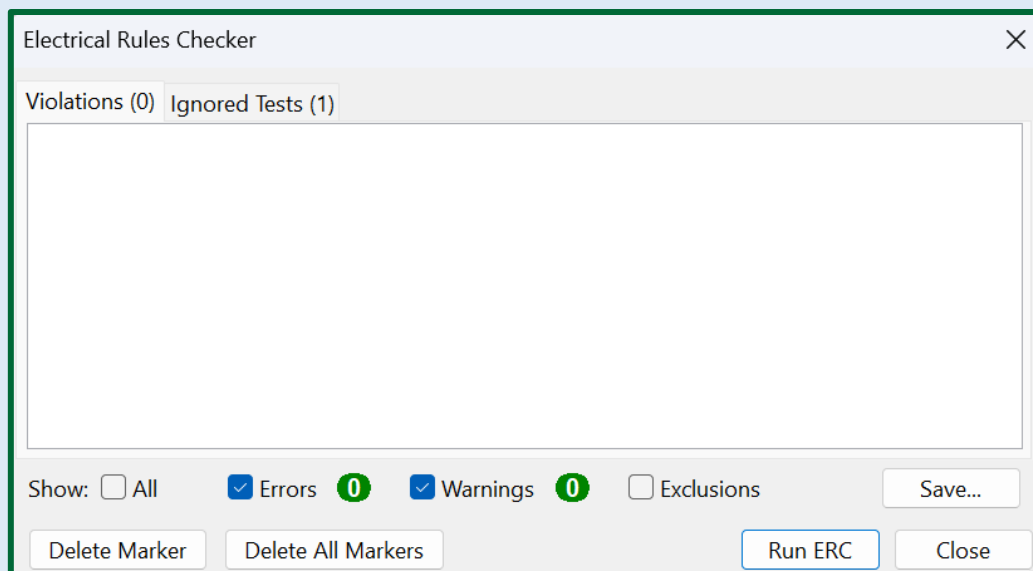 Electrical Rules Checker
Violations (0) Ignored Tests (1)
Show: All Errors 0 Warnings 0 Exclusions Save...
Delete Marker Delete All Markers Run ERC Close